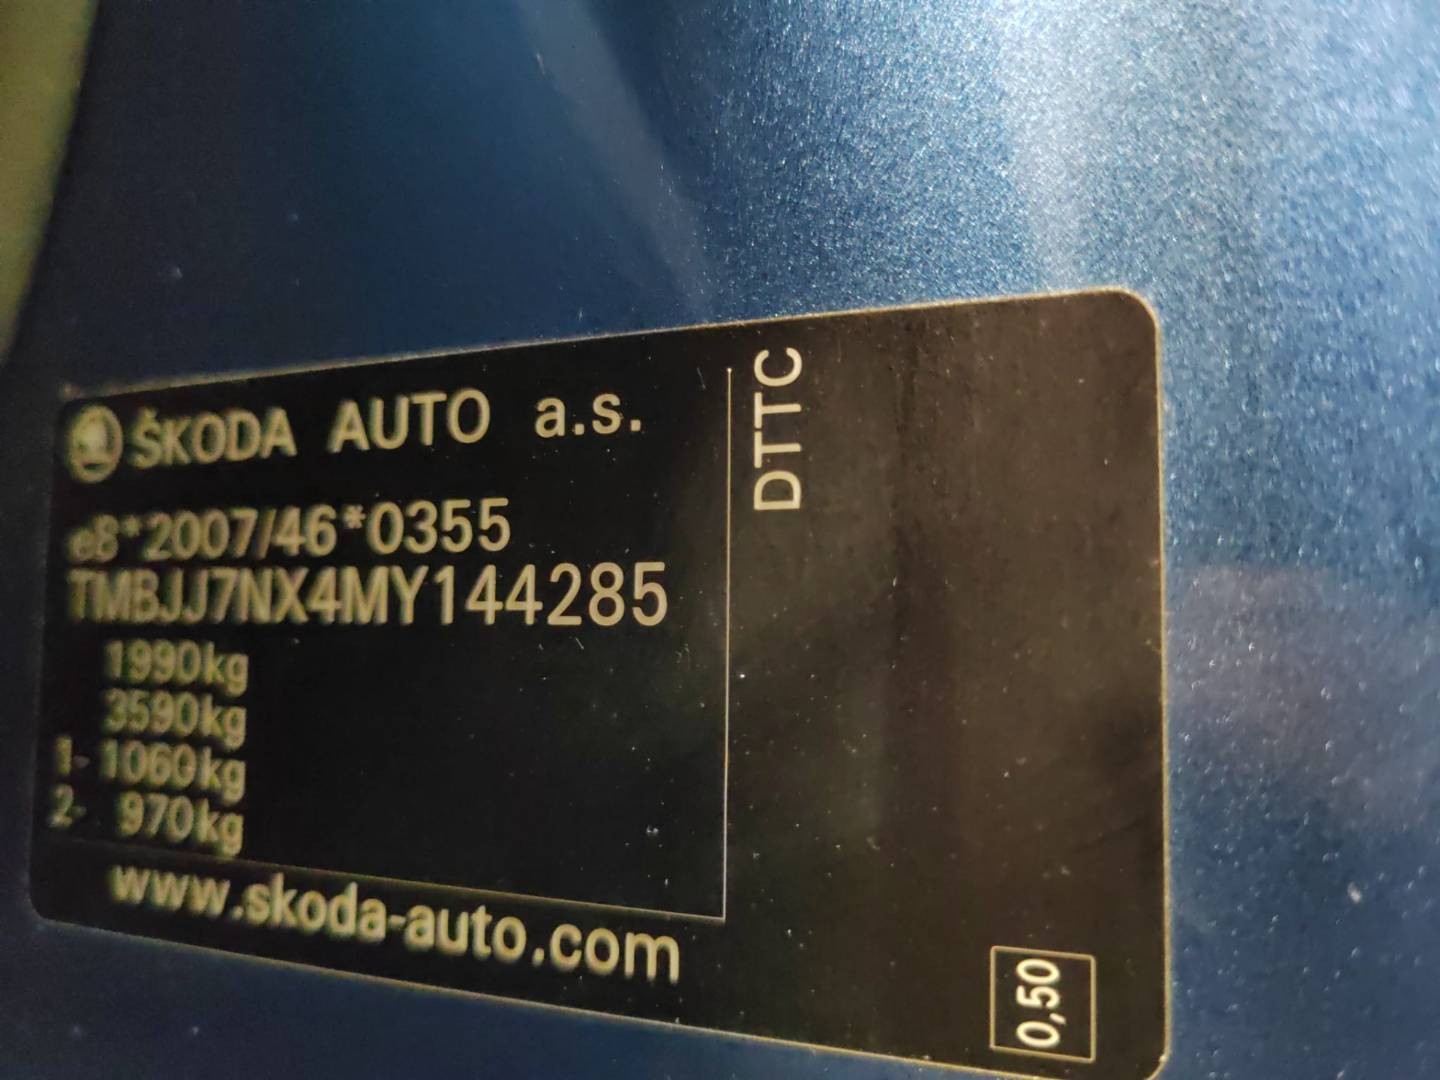 ŠKODA AUTO a.s.
e8*2007/46*0355
TMBJJ7NX4MY144285
1990kg
3590kg
1- 1060kg
2- 970kg
www.skoda-auto.com
DTTC
0,50